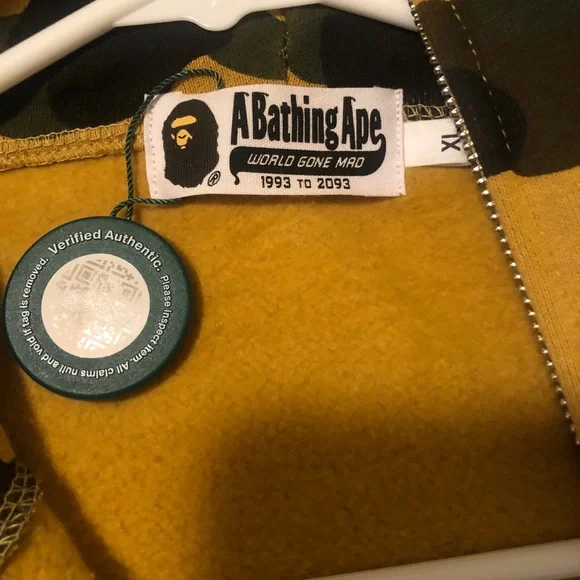 A Bathing Ape
WORLD GONE MAD
1993 TO 2093
®
XL
Verified Authentic.
Please inspect item. All claims null and void if tag is removed.